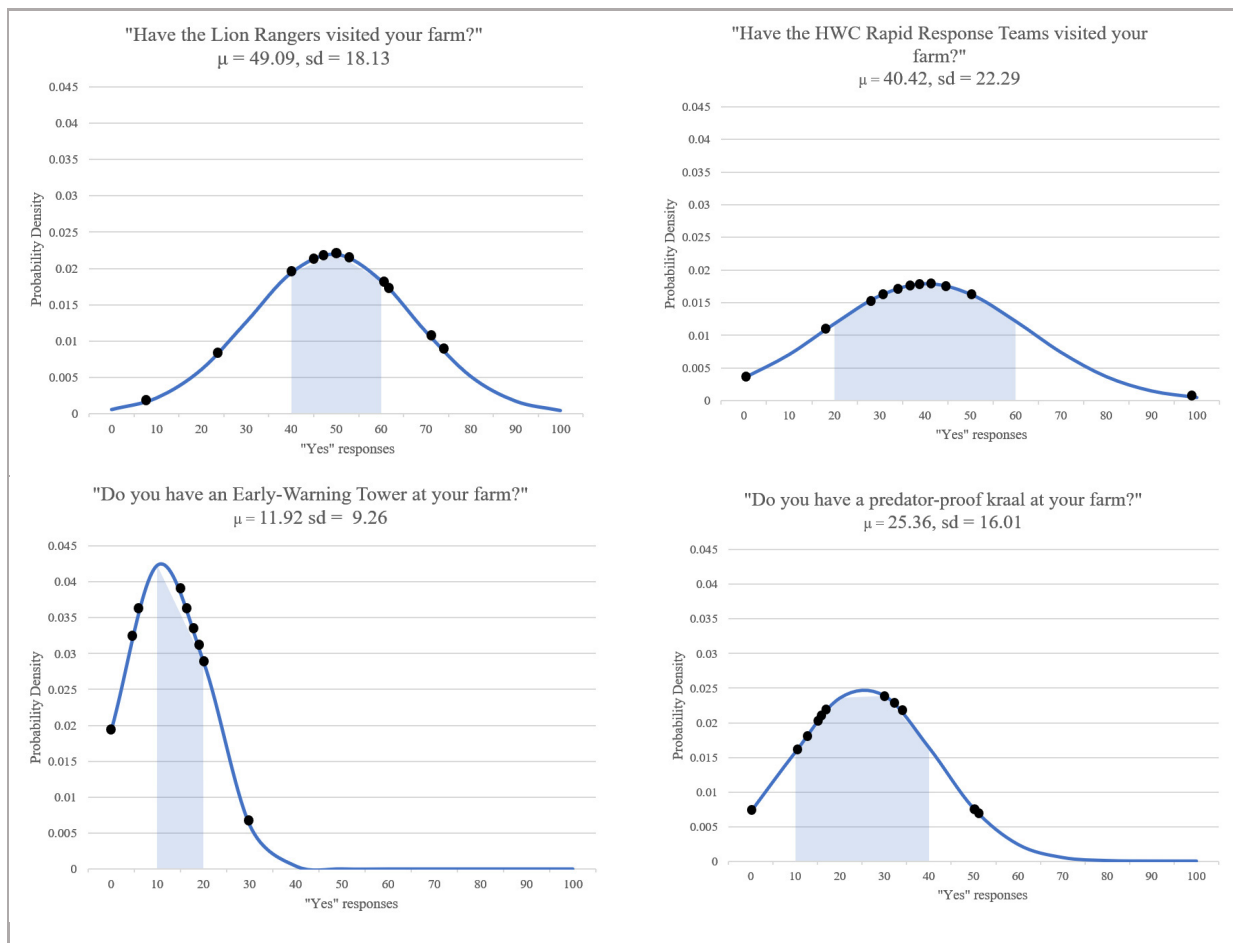 "Have the Lion Rangers visited your farm?"
μ = 49.09, sd = 18.13
0.045
0.04
0.035
0.03
0.025
0.02
0.015
0.01
0.005
0
Probability Density
0 10 20 30 40 50 60 70 80 90 100
"Yes" responses
"Have the HWC Rapid Response Teams visited your
farm?"
μ = 40.42, sd = 22.29
0.045
0.04
0.035
0.03
0.025
0.02
0.015
0.01
0.005
0
Probability Density
0 10 20 30 40 50 60 70 80 90 100
"Yes" responses
"Do you have an Early-Warning Tower at your farm?"
μ = 11.92 sd = 9.26
0.045
0.04
0.035
0.03
0.025
0.02
0.015
0.01
0.005
0
Probability Density
0 10 20 30 40 50 60 70 80 90 100
"Yes" responses
"Do you have a predator-proof kraal at your farm?"
μ = 25.36, sd = 16.01
0.045
0.04
0.035
0.03
0.025
0.02
0.015
0.01
0.005
0
Probability Density
0 10 20 30 40 50 60 70 80 90 100
"Yes" responses